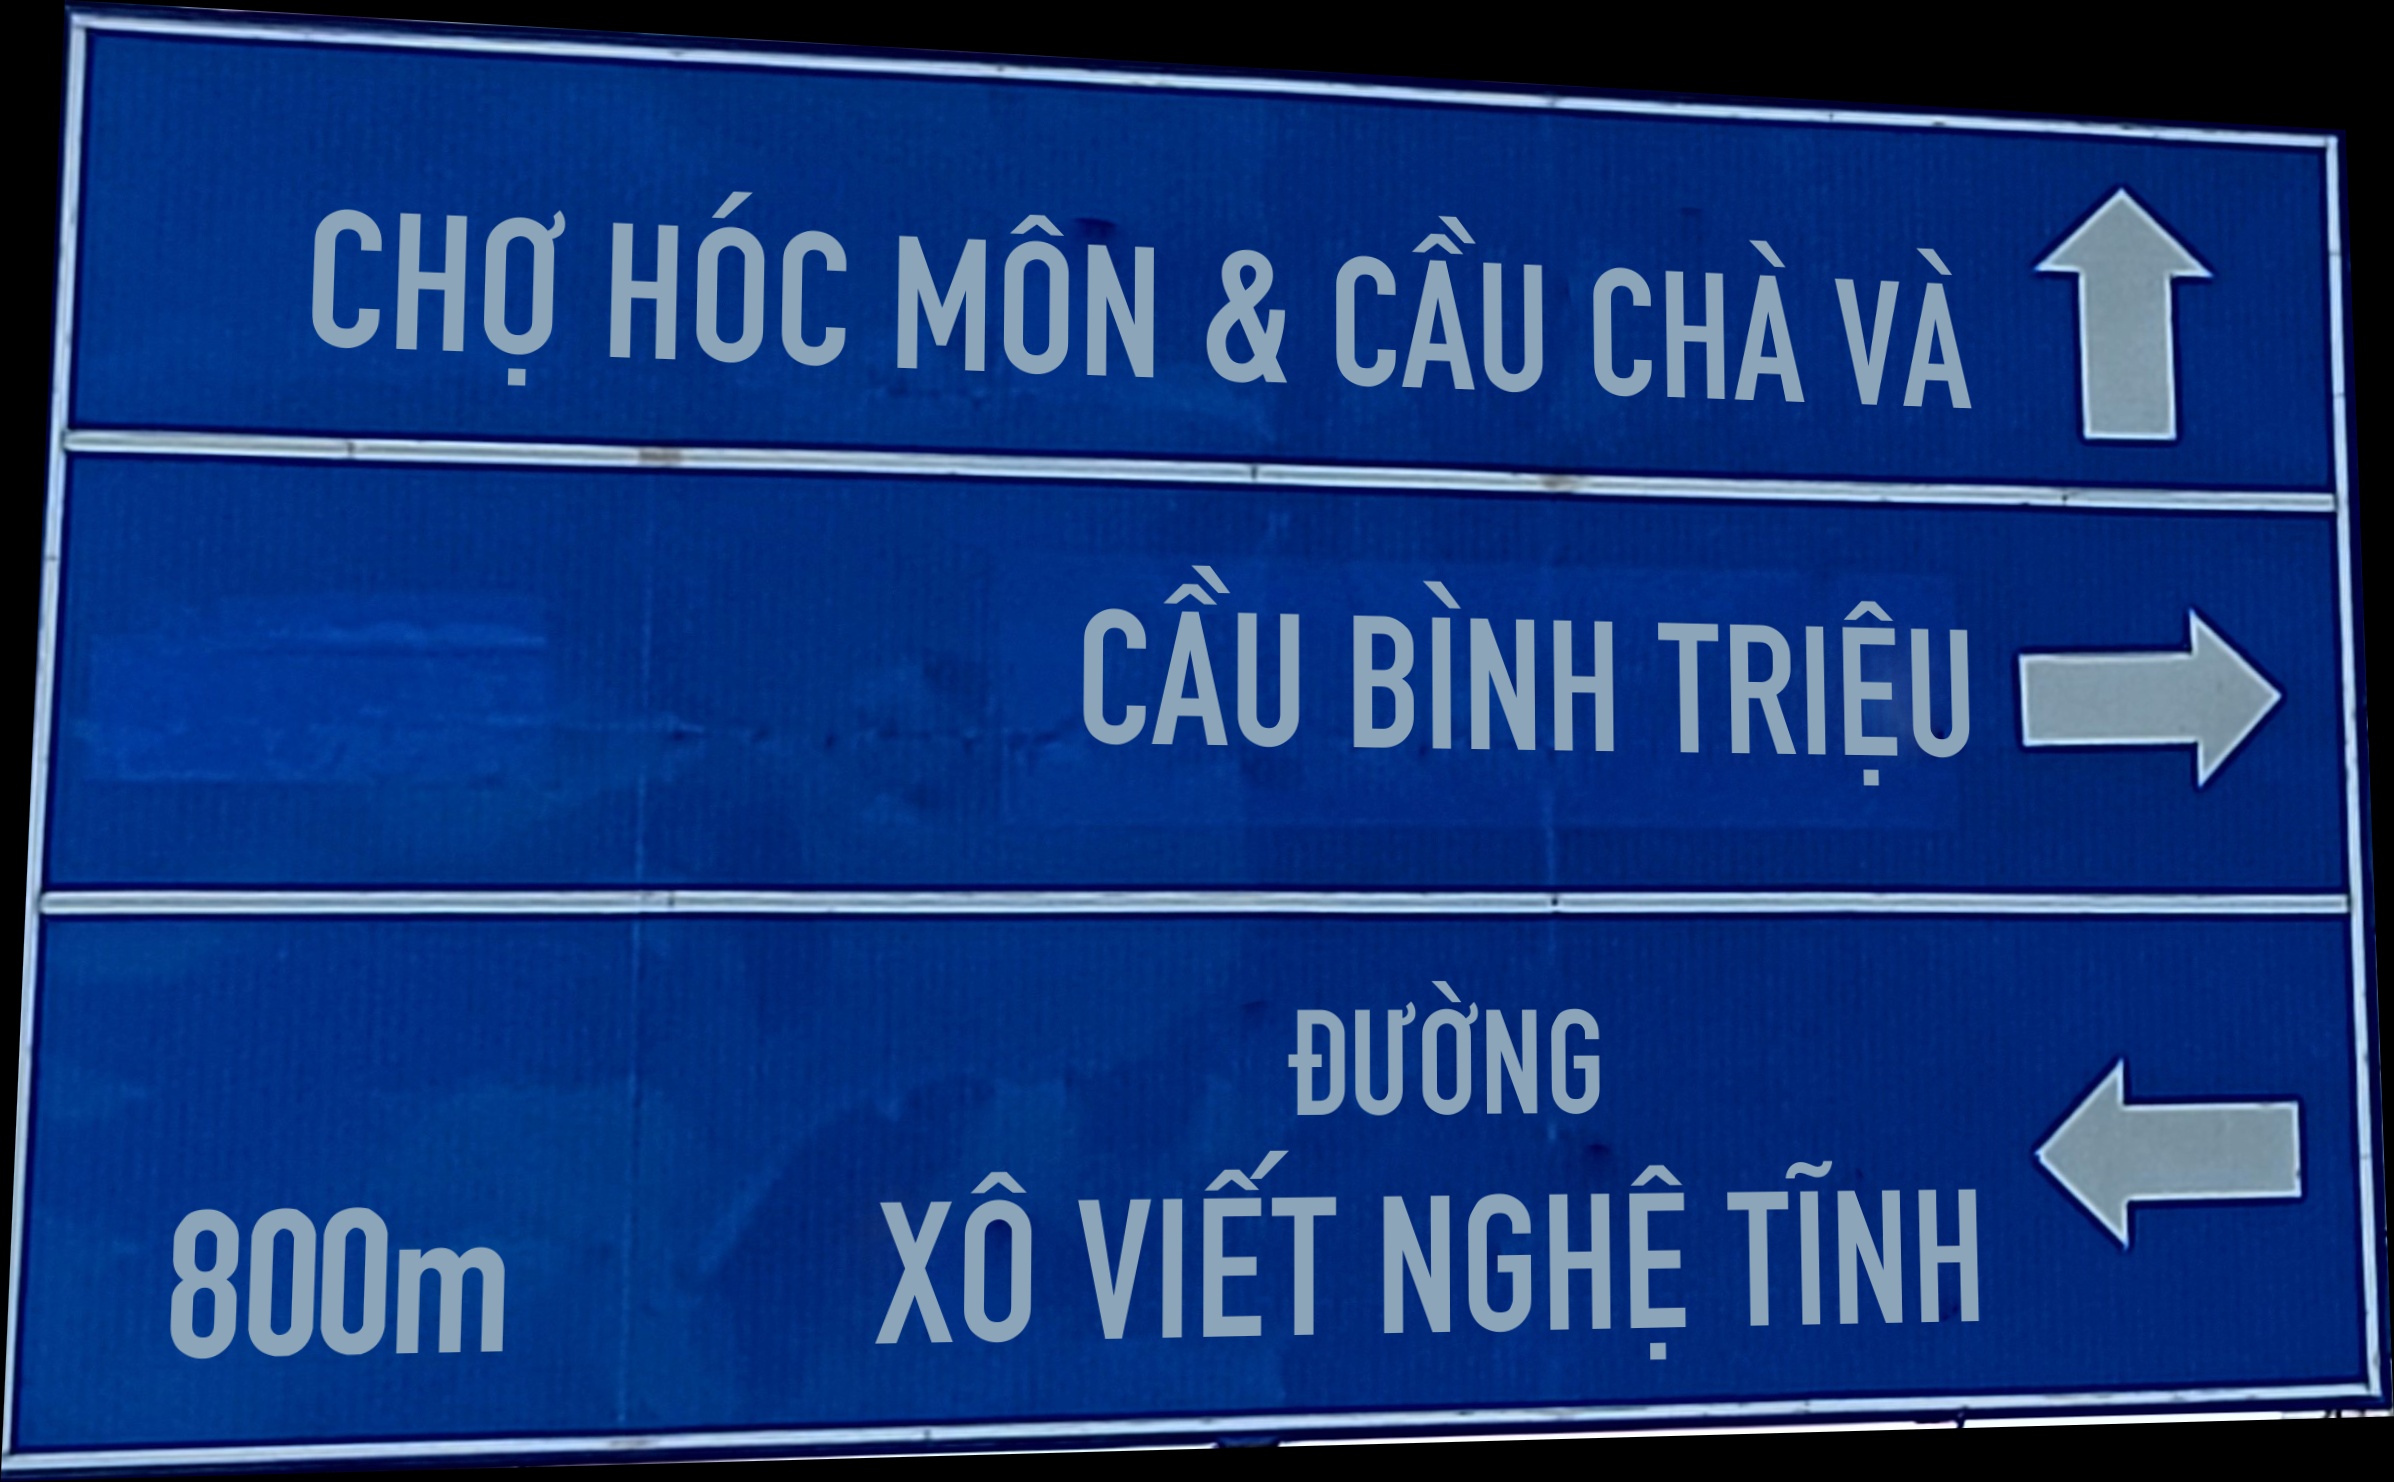 CHỢ HÓC MÔN & CẦU CHÀ VÀ
CẦU BÌNH TRIỆU
ĐƯỜNG
XÔ VIẾT NGHỆ TĨNH
800m